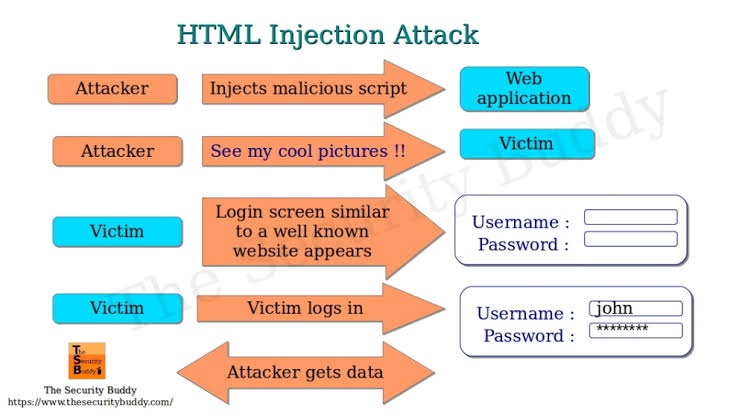 HTML Injection Attack
Attacker
Injects malicious script
Web
application
Attacker
See my cool pictures !!
Victim
Victim
Login screen similar
to a well known
website appears
Username :
Password :
Victim
Victim logs in
Username : john
Password : ********
Attacker gets data
The
Security
Buddy
The Security Buddy
https://www.thesecuritybuddy.com/
The Security Buddy